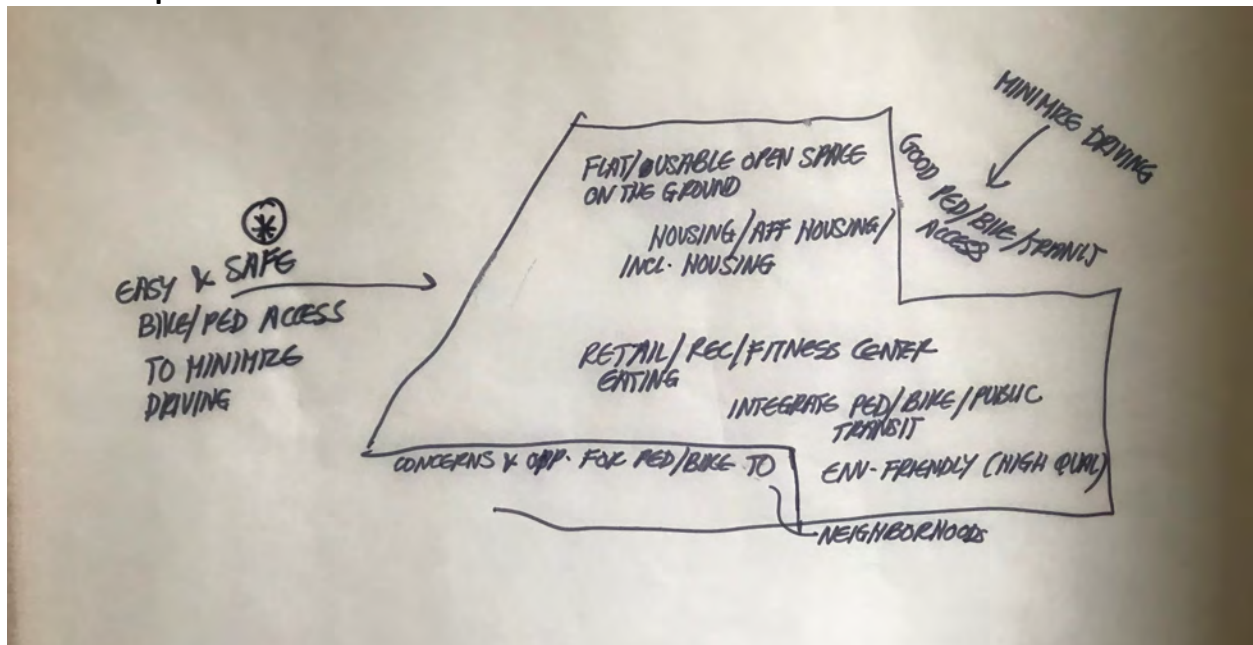 MINIMIZE DRIVING
GOOD PED/BIKE/TRANSIT
ACCESS
EASY & SAFE
BIKE/PED ACCESS
TO MINIMIZE
DRIVING
FLAT/USABLE OPEN SPACE
ON THE GROUND
HOUSING/AFF HOUSING/
INCL. HOUSING
RETAIL/REC/FITNESS CENTER
EATING
INTEGRATE PED/BIKE/PUBLIC
TRANSIT
ENV-FRIENDLY (HIGH QUAL)
CONCERNS & OPP. FOR PED/BIKE TO
NEIGHBORHOODS